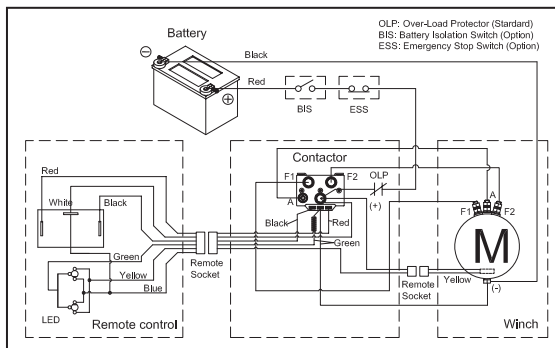 Battery
OLP: Over-Load Protector (Standard)
BIS: Battery Isolation Switch (Option)
ESS: Emergency Stop Switch (Option)
Black
Red
BIS
ESS
Contactor
F1
F2
OLP
A
(+)
Black
Red
Green
Red
White
Black
Green
Yellow
Blue
LED
Remote Socket
Remote control
Remote Socket
Yellow
A
F1
F2
M
(-)
Winch